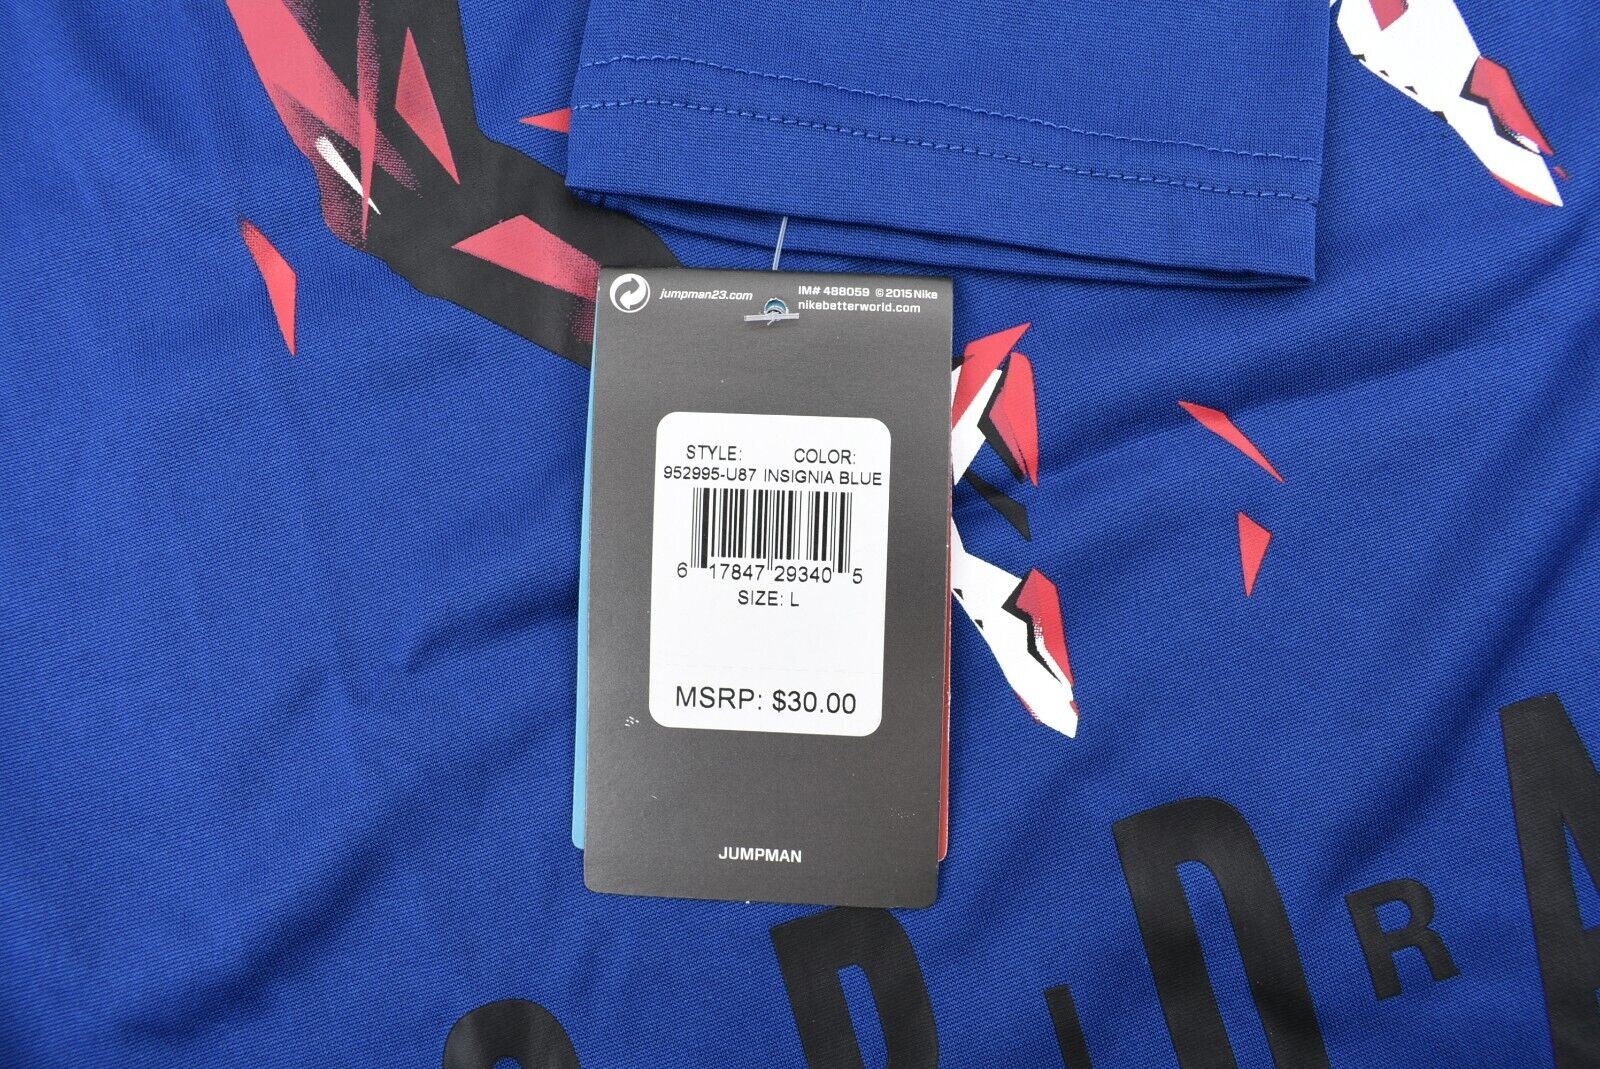 jumpman23.com
IM# 488059 © 2015 Nike
nikebetterworld.com
STYLE: COLOR:
952995-U87 INSIGNIA BLUE
6 17847 29340 5
SIZE: L
MSRP: $30.00
JUMPMAN